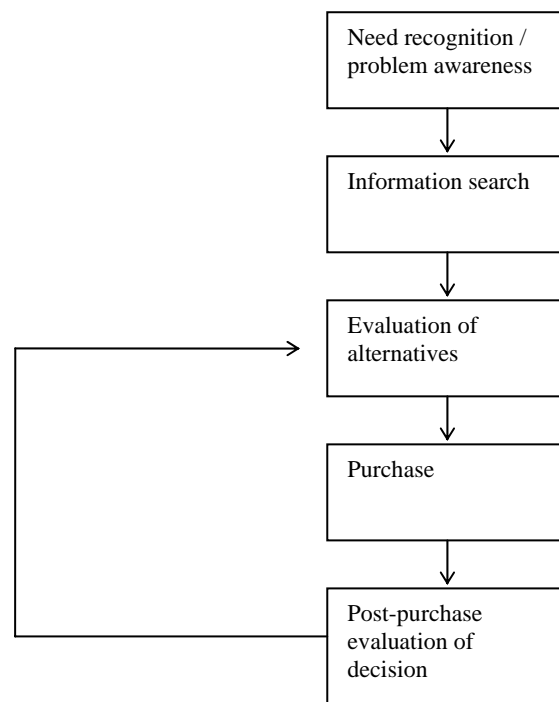 Need recognition /
problem awareness
Information search
Evaluation of
alternatives
Purchase
Post-purchase
evaluation of
decision